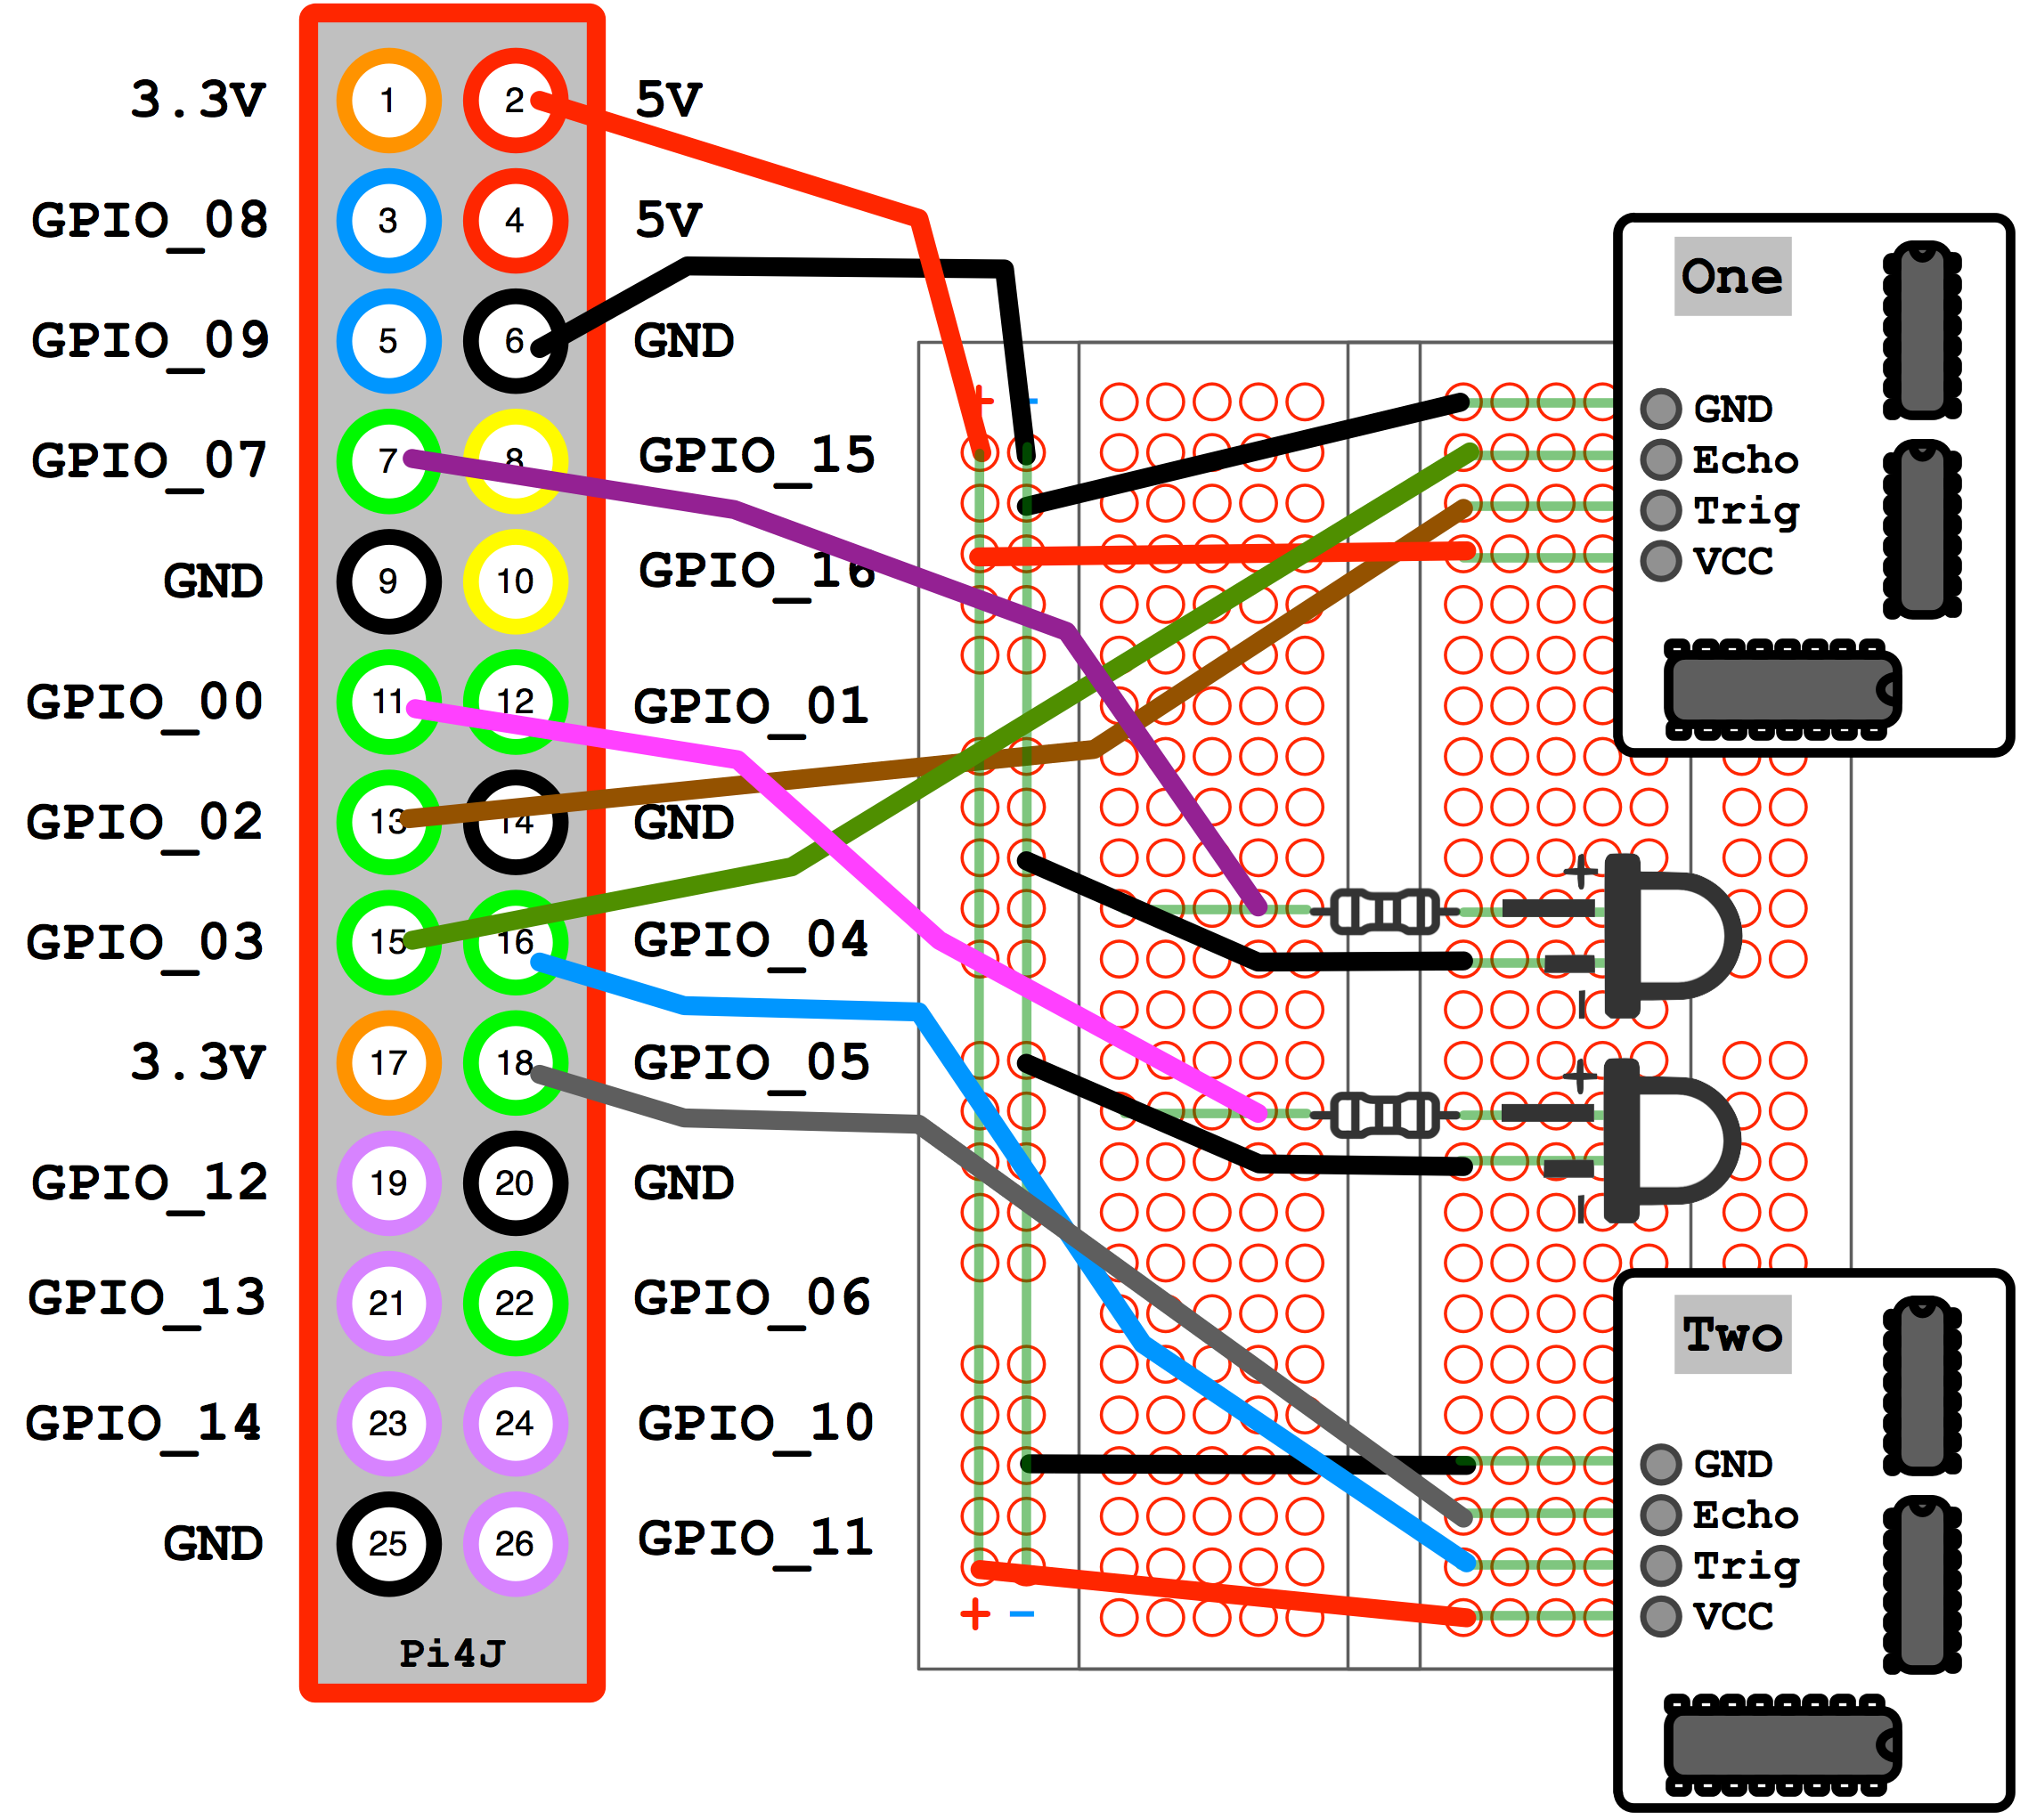 3.3V 1 2 5V
GPIO_08 3 4 5V
GPIO_09 5 6 GND
+ -
GPIO_07 7 8 GPIO_15
GND 9 10 GPIO_16
GPIO_00 11 12 GPIO_01
GPIO_02 13 14 GND
GPIO_03 15 16 GPIO_04
3.3V 17 18 GPIO_05
GPIO_12 19 20 GND
GPIO_13 21 22 GPIO_06
GPIO_14 23 24 GPIO_10
GND 25 26 GPIO_11
Pi4J
+ -
One
GND
Echo
Trig
VCC
+
-
+
-
Two
GND
Echo
Trig
VCC